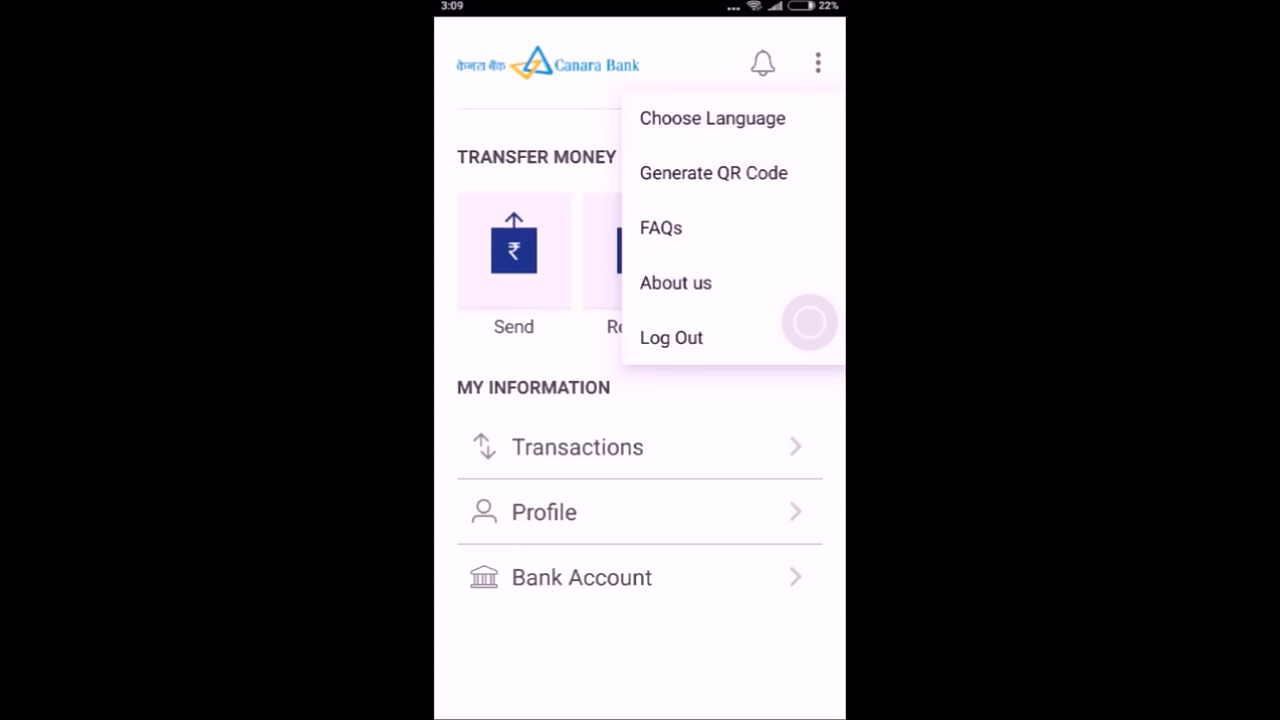 3:09
22%
केनरा बैंक Canara Bank
Choose Language
Generate QR Code
FAQs
About us
Log Out
TRANSFER MONEY
₹
Send
Re
MY INFORMATION
Transactions
Profile
Bank Account